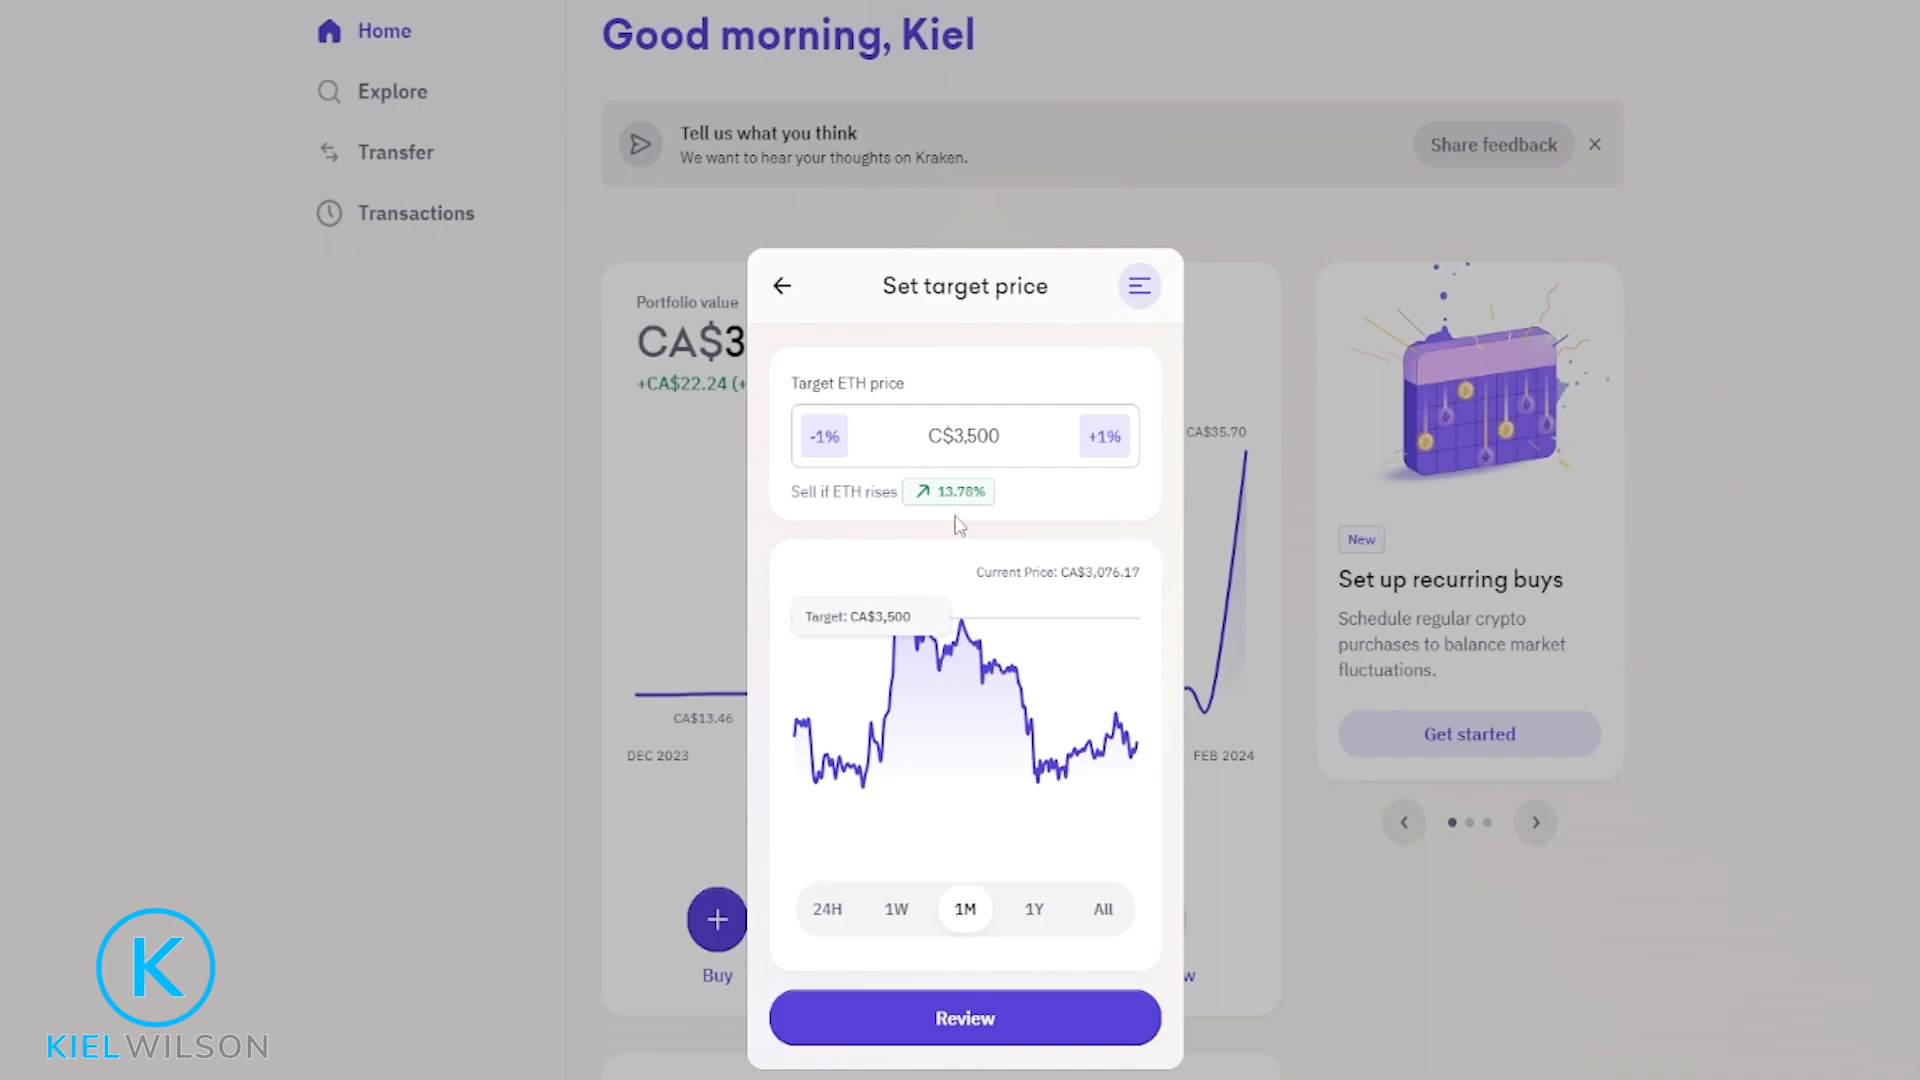 Home
Explore
Transfer
Transactions
Good morning, Kiel
Tell us what you think
We want to hear your thoughts on Kraken.
Share feedback
Portfolio value
CA$3
+CA$22.24 (+
CA$13.46
DEC 2023
Buy
Set target price
Target ETH price
-1%
C$3,500
+1%
Sell if ETH rises
13.78%
Current Price: CA$3,076.17
Target: CA$3,500
24H
1W
1M
1Y
All
Review
CA$35.70
FEB 2024
w
New
Set up recurring buys
Schedule regular crypto
purchases to balance market
fluctuations.
Get started
K
KIELWILSON